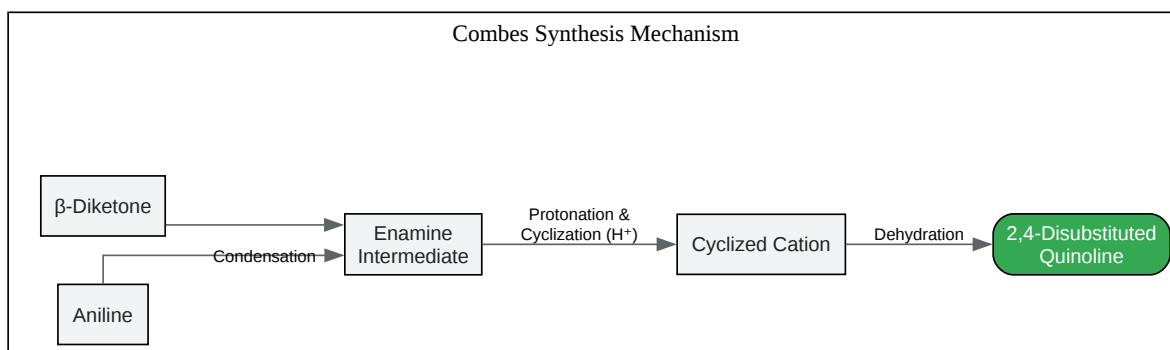 Combes Synthesis Mechanism
β-Diketone
Aniline
Condensation
Enamine
Intermediate
Protonation &
Cyclization (H⁺)
Cyclized Cation
Dehydration
2,4-Disubstituted
Quinoline